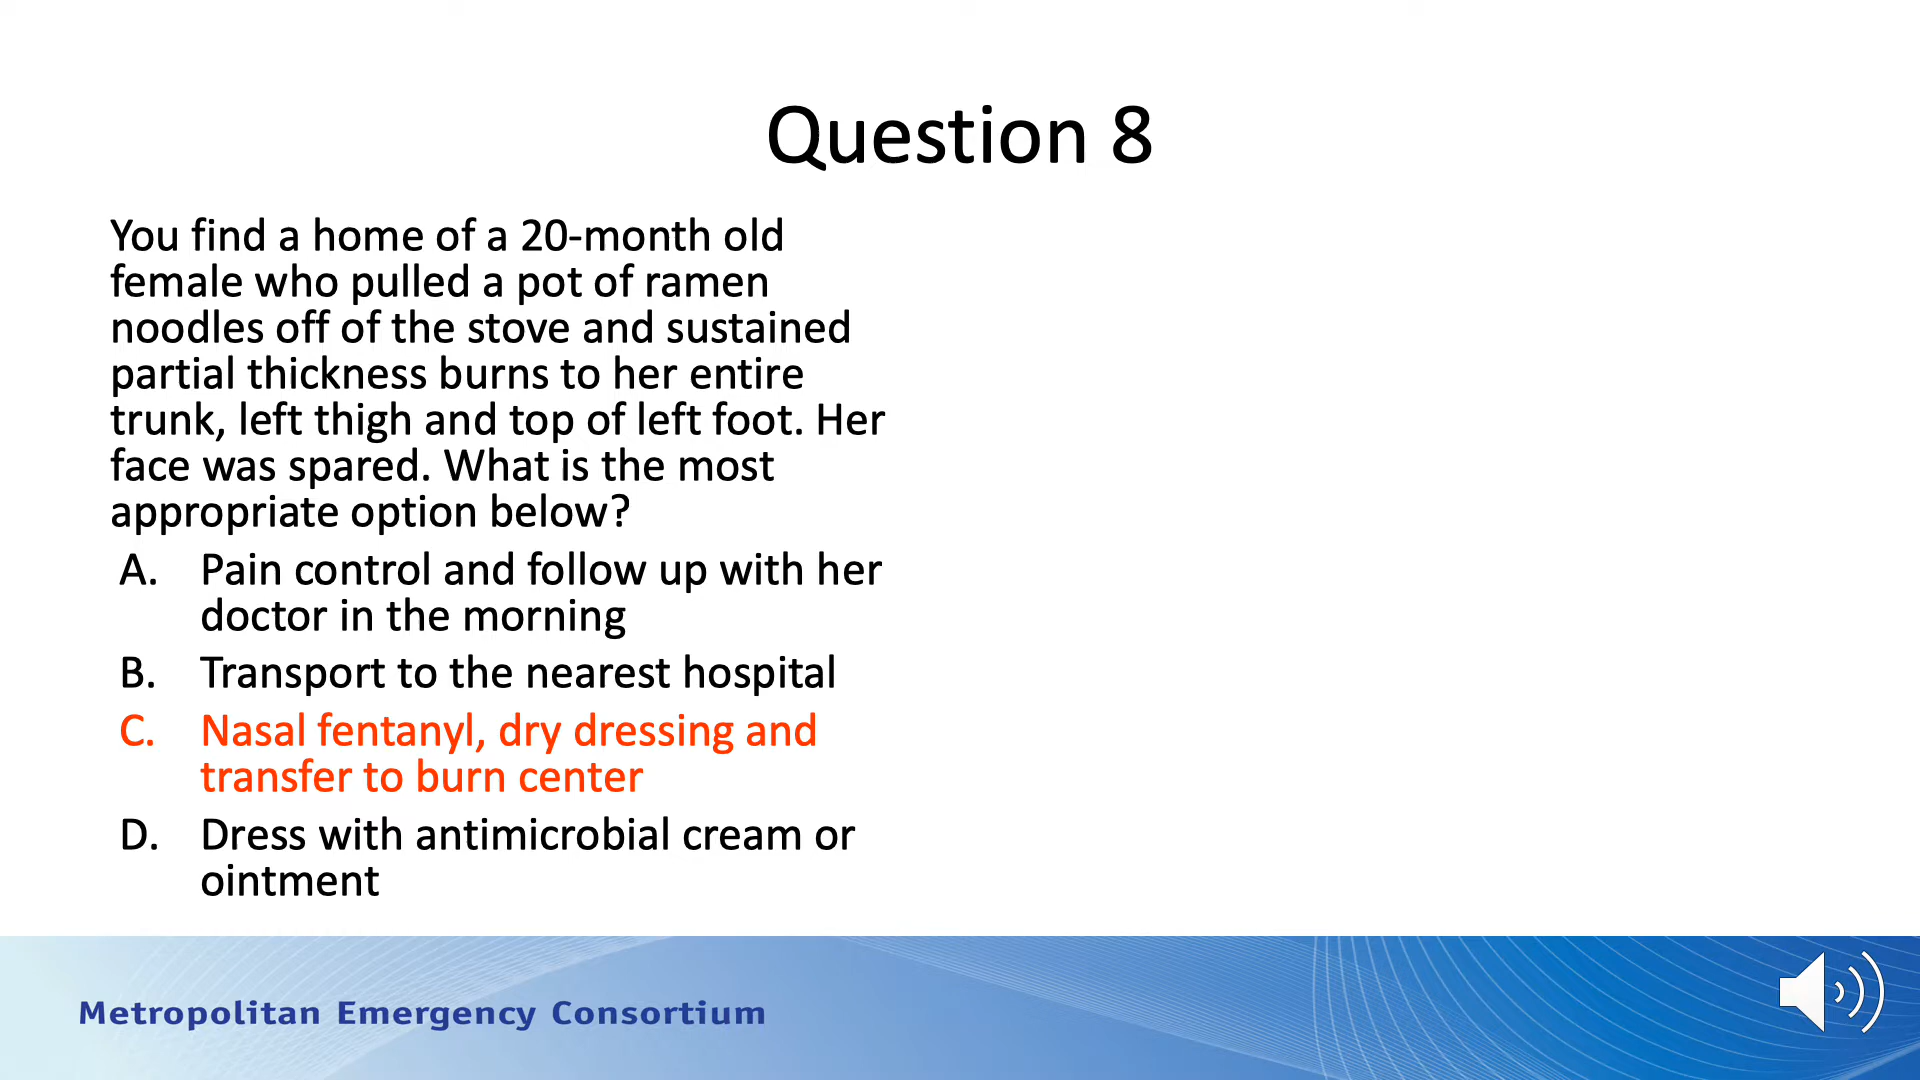 Question 8
You find a home of a 20-month old
female who pulled a pot of ramen
noodles off of the stove and sustained
partial thickness burns to her entire
trunk, left thigh and top of left foot. Her
face was spared. What is the most
appropriate option below?
A. Pain control and follow up with her
doctor in the morning
B. Transport to the nearest hospital
C. Nasal fentanyl, dry dressing and
transfer to burn center
D. Dress with antimicrobial cream or
ointment
Metropolitan Emergency Consortium